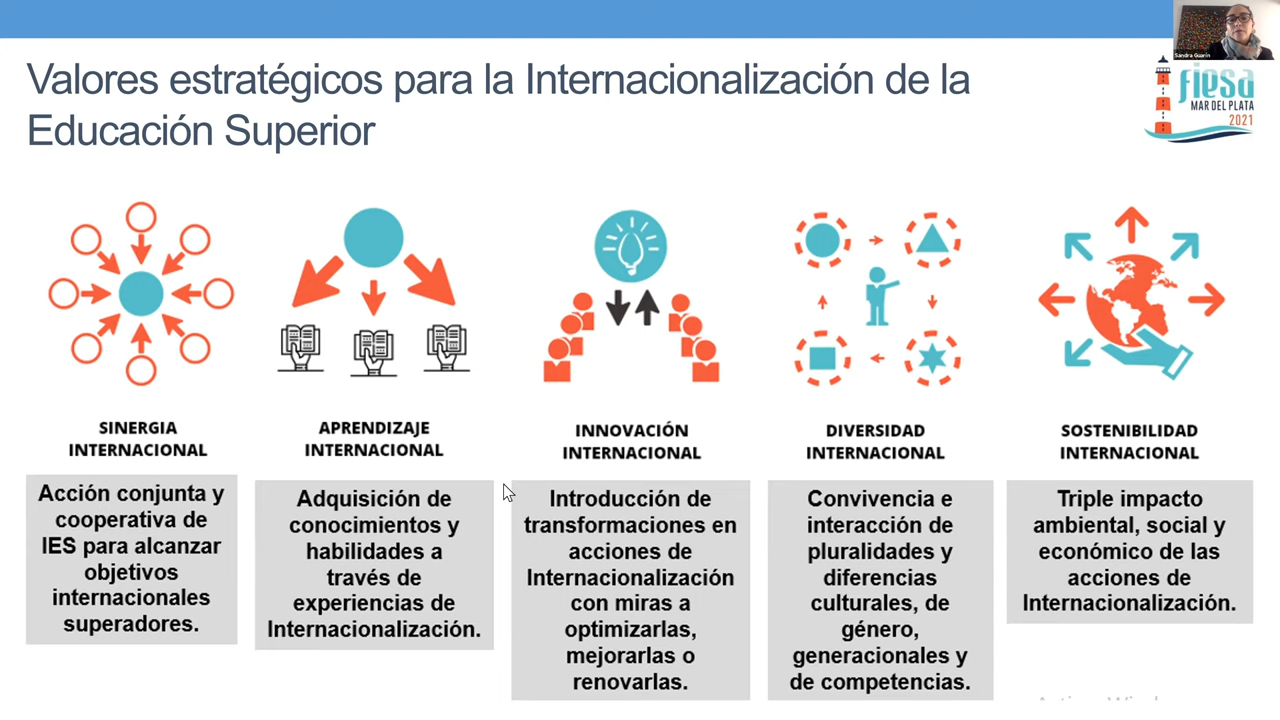 Valores estratégicos para la Internacionalización de la
Educación Superior
Sandra Guarín
fiesa
MAR DEL PLATA
2021
SINERGIA
INTERNACIONAL
Acción conjunta y
cooperativa de
IES para alcanzar
objetivos
internacionales
superadores.
APRENDIZAJE
INTERNACIONAL
Adquisición de
conocimientos y
habilidades a
través de
experiencias de
Internacionalización.
INNOVACIÓN
INTERNACIONAL
Introducción de
transformaciones en
acciones de
Internacionalización
con miras a
optimizarlas,
mejorarlas o
renovarlas.
DIVERSIDAD
INTERNACIONAL
Convivencia e
interacción de
pluralidades y
diferencias
culturales, de
género,
generacionales y
de competencias.
SOSTENIBILIDAD
INTERNACIONAL
Triple impacto
ambiental, social y
económico de las
acciones de
Internacionalización.